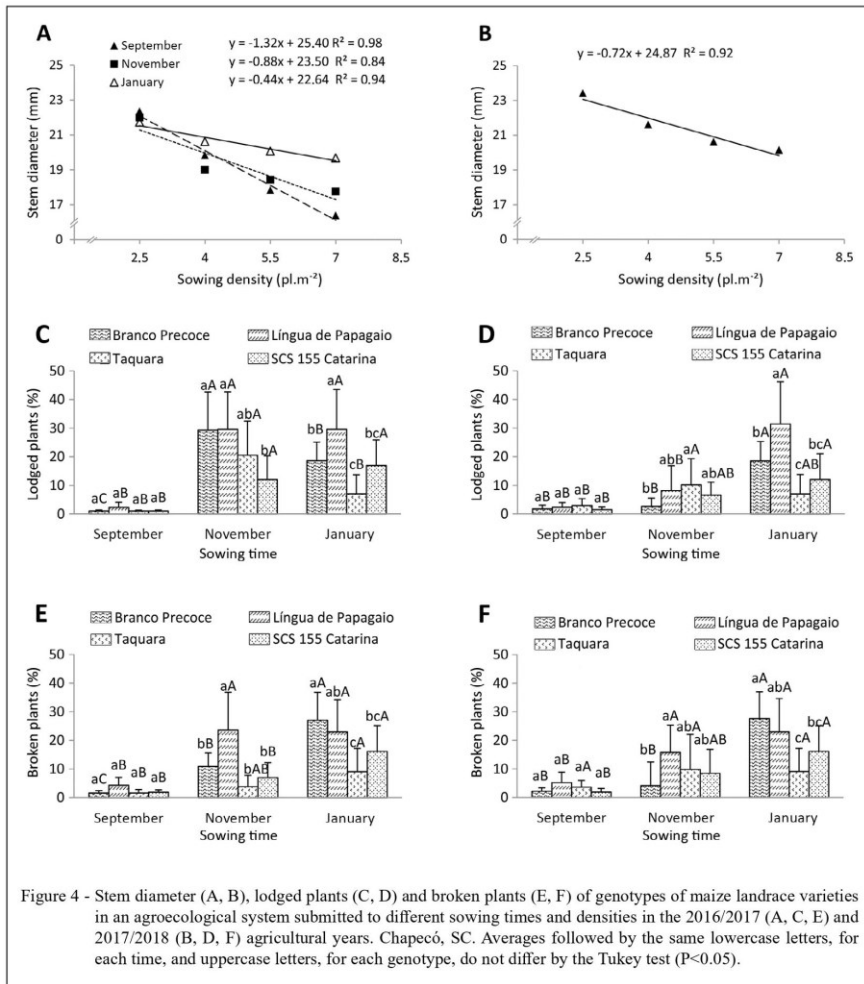 A
▲ September y = -1.32x + 25.40 R² = 0.98
■ November y = -0.88x + 23.50 R² = 0.84
△ January y = -0.44x + 22.64 R² = 0.94
Stem diameter (mm)
25
23
21
19
17
0
2.5 4 5.5 7 8.5
Sowing density (pl.m⁻²)
B
y = -0.72x + 24.87 R² = 0.92
Stem diameter (mm)
25
23
21
19
17
0
2.5 4 5.5 7 8.5
Sowing density (pl.m⁻²)
C
Branco Precoce Língua de Papagaio
Taquara SCS 155 Catarina
Lodged plants (%)
50
40
30
20
10
0
aC aB aB aB aA aA abA bA bB aA cB bcA
September November January
Sowing time
D
Branco Precoce Língua de Papagaio
Taquara SCS 155 Catarina
Lodged plants (%)
50
40
30
20
10
0
aB aB aB aB bB abB aA abAB bA aA cAB bcA
September November January
Sowing time
E
Branco Precoce Língua de Papagaio
Taquara SCS 155 Catarina
Broken plants (%)
50
40
30
20
10
0
aC aB aB aB bB aA bAB bB aA abA cA bcA
September November January
Sowing time
F
Branco Precoce Língua de Papagaio
Taquara SCS 155 Catarina
Broken plants (%)
50
40
30
20
10
0
aB aB aA aB bB aA abA abAB aA abA cA bcA
September November January
Sowing time
Figure 4 - Stem diameter (A, B), lodged plants (C, D) and broken plants (E, F) of genotypes of maize landrace varieties
in an agroecological system submitted to different sowing times and densities in the 2016/2017 (A, C, E) and
2017/2018 (B, D, F) agricultural years. Chapecó, SC. Averages followed by the same lowercase letters, for
each time, and uppercase letters, for each genotype, do not differ by the Tukey test (P<0.05).